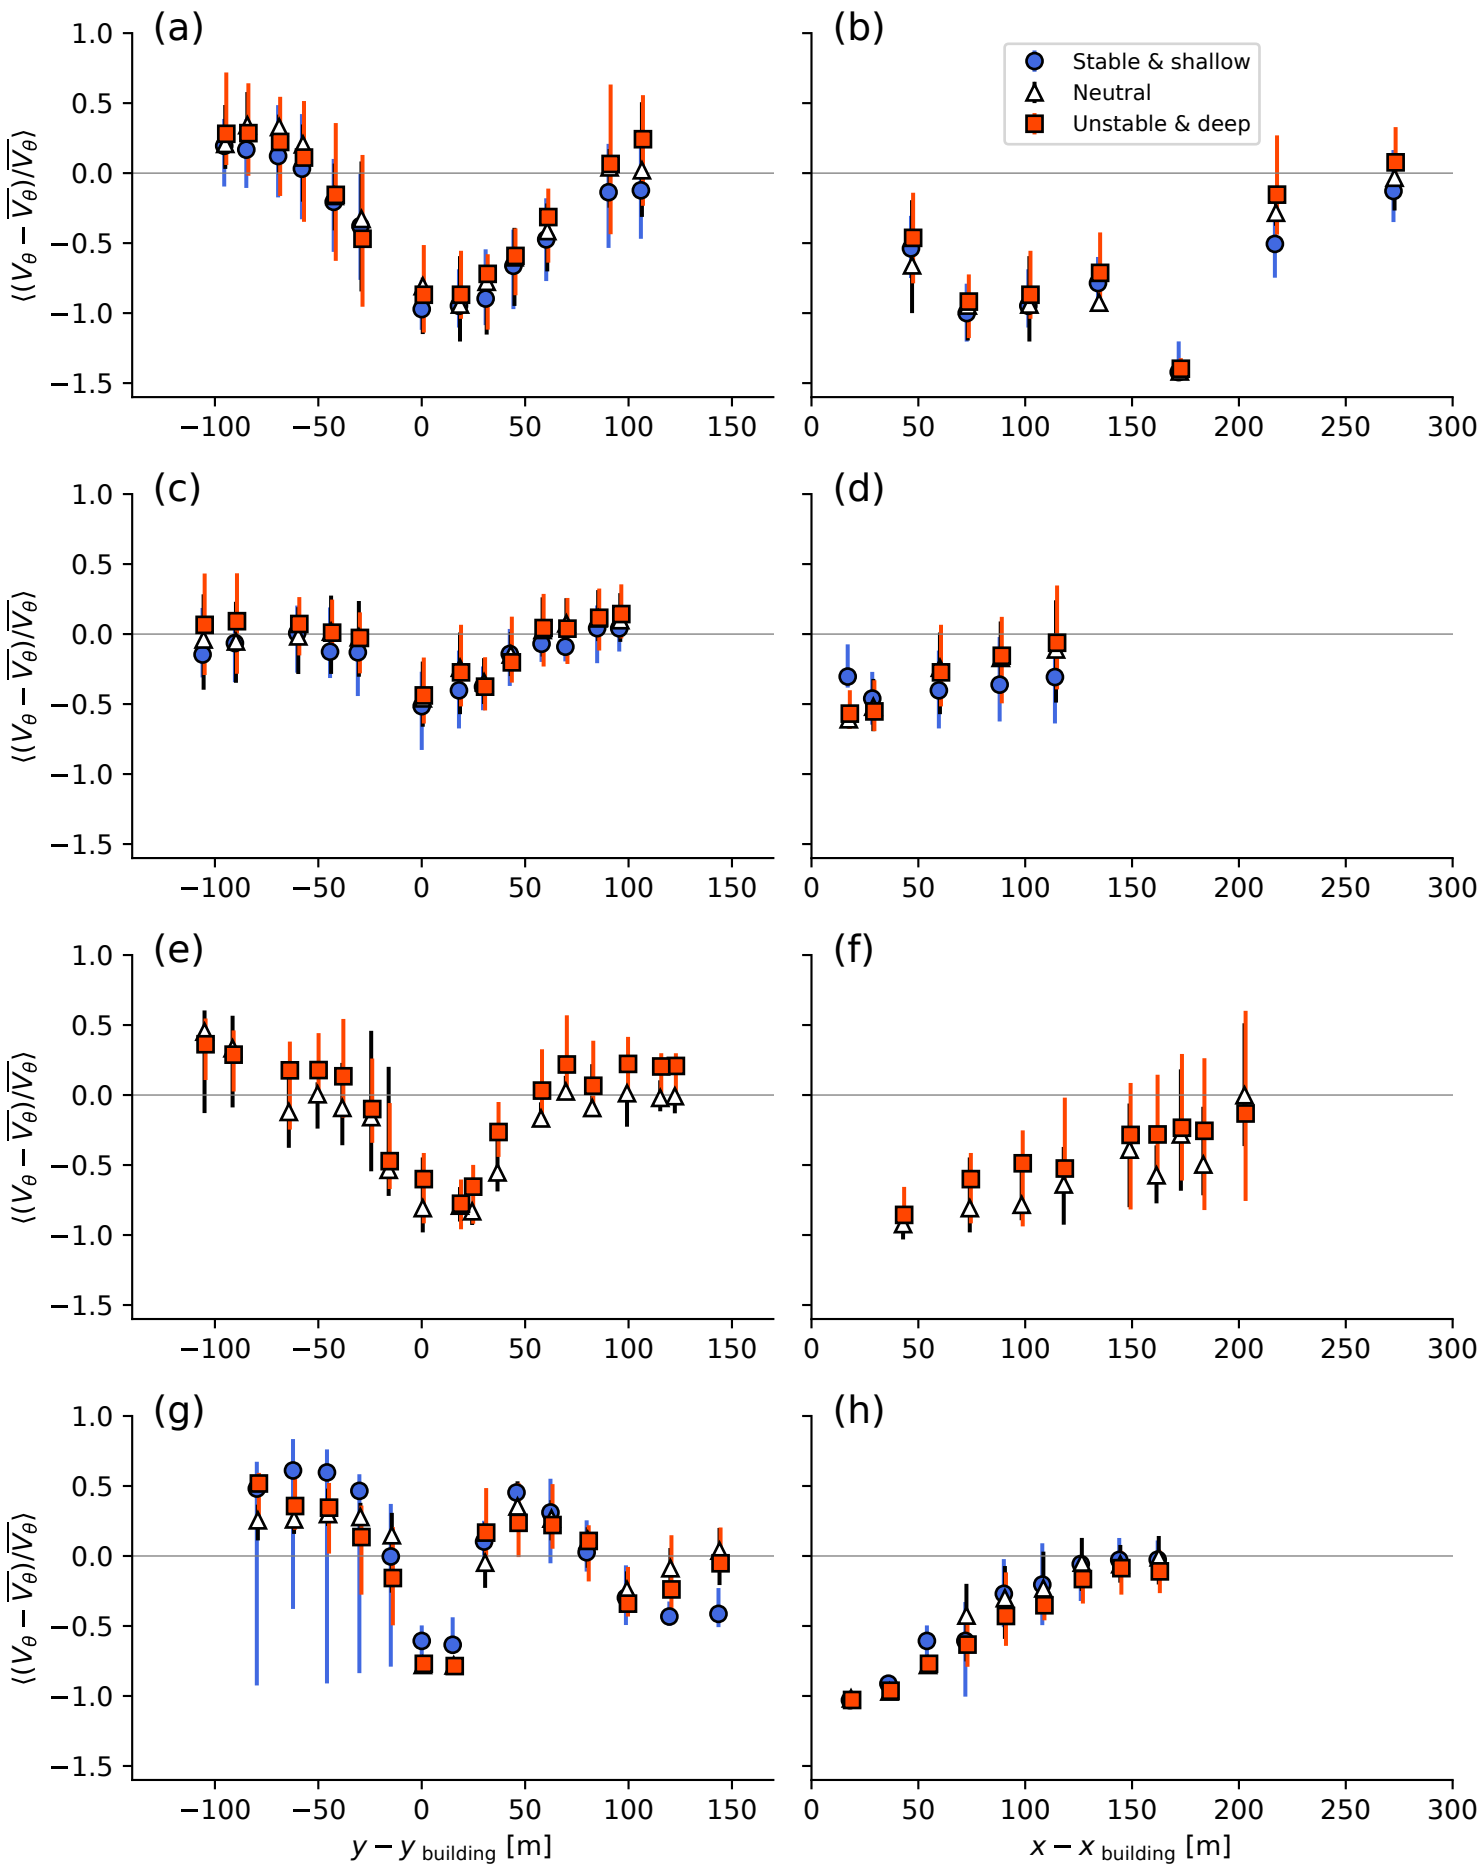 (a)
1.0
0.5
0.0
−0.5
−1.0
−1.5
⟨(V_θ − \overline{V_θ})/\overline{V_θ}⟩
−100 −50 0 50 100 150
(b)
Stable & shallow
Neutral
Unstable & deep
0 50 100 150 200 250 300
(c)
1.0
0.5
0.0
−0.5
−1.0
−1.5
⟨(V_θ − \overline{V_θ})/\overline{V_θ}⟩
−100 −50 0 50 100 150
(d)
0 50 100 150 200 250 300
(e)
1.0
0.5
0.0
−0.5
−1.0
−1.5
⟨(V_θ − \overline{V_θ})/\overline{V_θ}⟩
−100 −50 0 50 100 150
(f)
0 50 100 150 200 250 300
(g)
1.0
0.5
0.0
−0.5
−1.0
−1.5
⟨(V_θ − \overline{V_θ})/\overline{V_θ}⟩
−100 −50 0 50 100 150
y − y building [m]
(h)
0 50 100 150 200 250 300
x − x building [m]